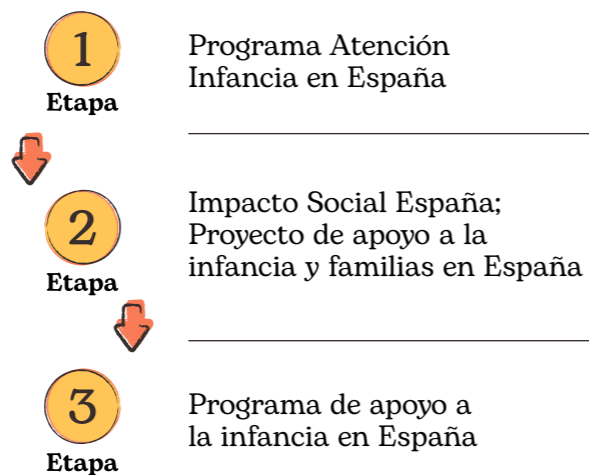 1
Etapa
Programa Atención
Infancia en España
2
Etapa
Impacto Social España;
Proyecto de apoyo a la
infancia y familias en España
3
Etapa
Programa de apoyo a
la infancia en España